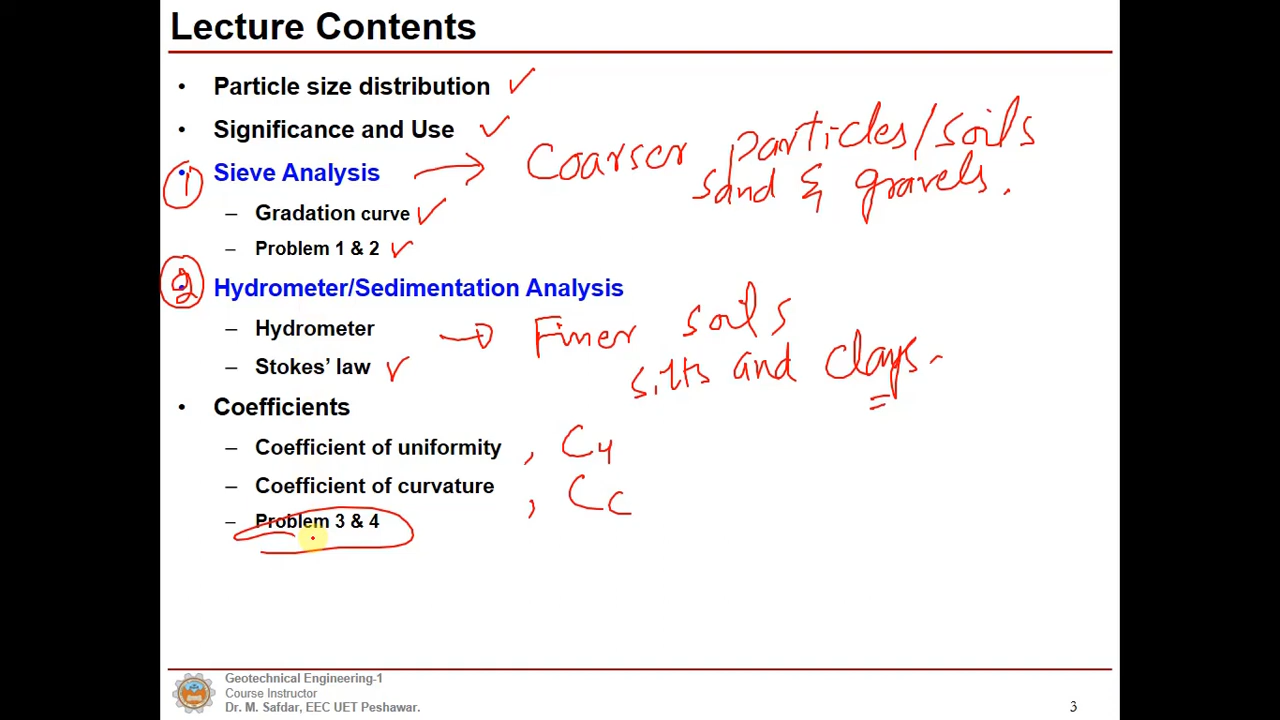 Lecture Contents
• Particle size distribution ✓
• Significance and Use ✓
1 • Sieve Analysis → Coarser particles/soils
sand & gravels.
– Gradation curve ✓
– Problem 1 & 2 ✓
2 • Hydrometer/Sedimentation Analysis
– Hydrometer → Finer soils
silts and clays.
– Stokes’ law ✓
• Coefficients
– Coefficient of uniformity , Cu
– Coefficient of curvature , Cc
– Problem 3 & 4
Geotechnical Engineering-1
Course Instructor
Dr. M. Safdar, EEC UET Peshawar.
3